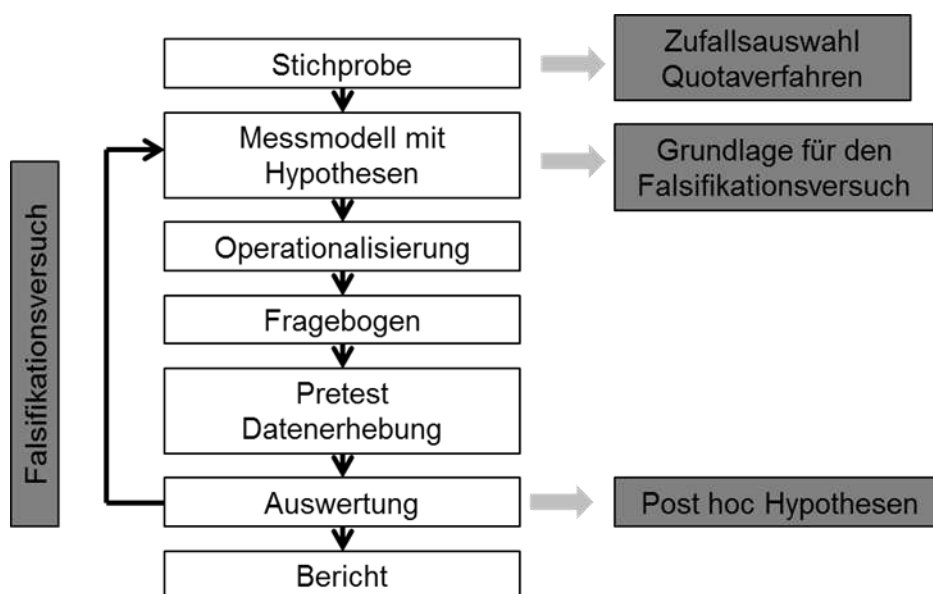 Stichprobe
Zufallsauswahl
Quotaverfahren
Messmodell mit
Hypothesen
Grundlage für den
Falsifikationsversuch
Operationalisierung
Fragebogen
Pretest
Datenerhebung
Auswertung
Post hoc Hypothesen
Bericht
Falsifikationsversuch